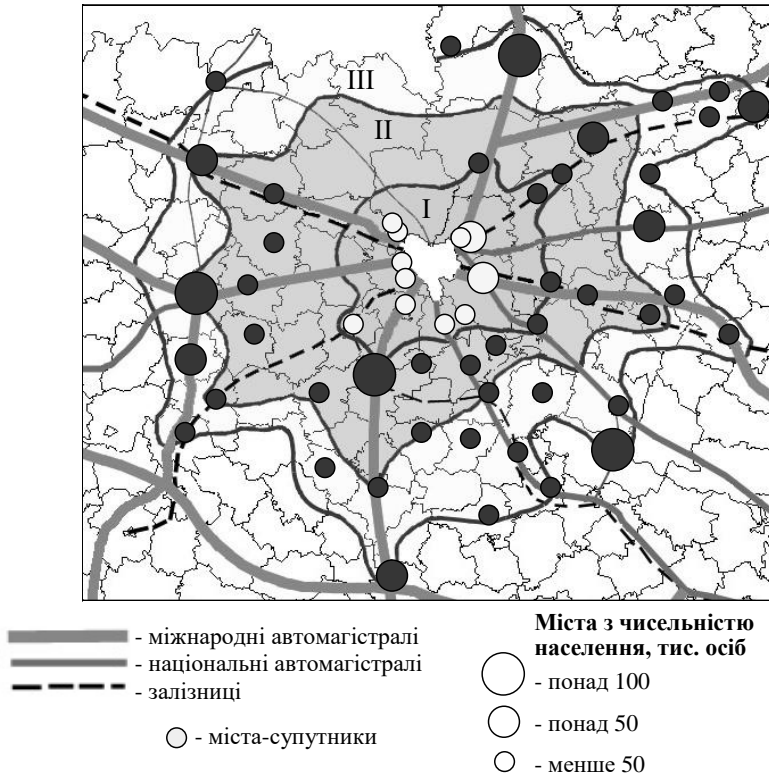 III
II
I
- міжнародні автомагістралі
- національні автомагістралі
- залізниці
- міста-супутники
Міста з чисельністю
населення, тис. осіб
- понад 100
- понад 50
- менше 50